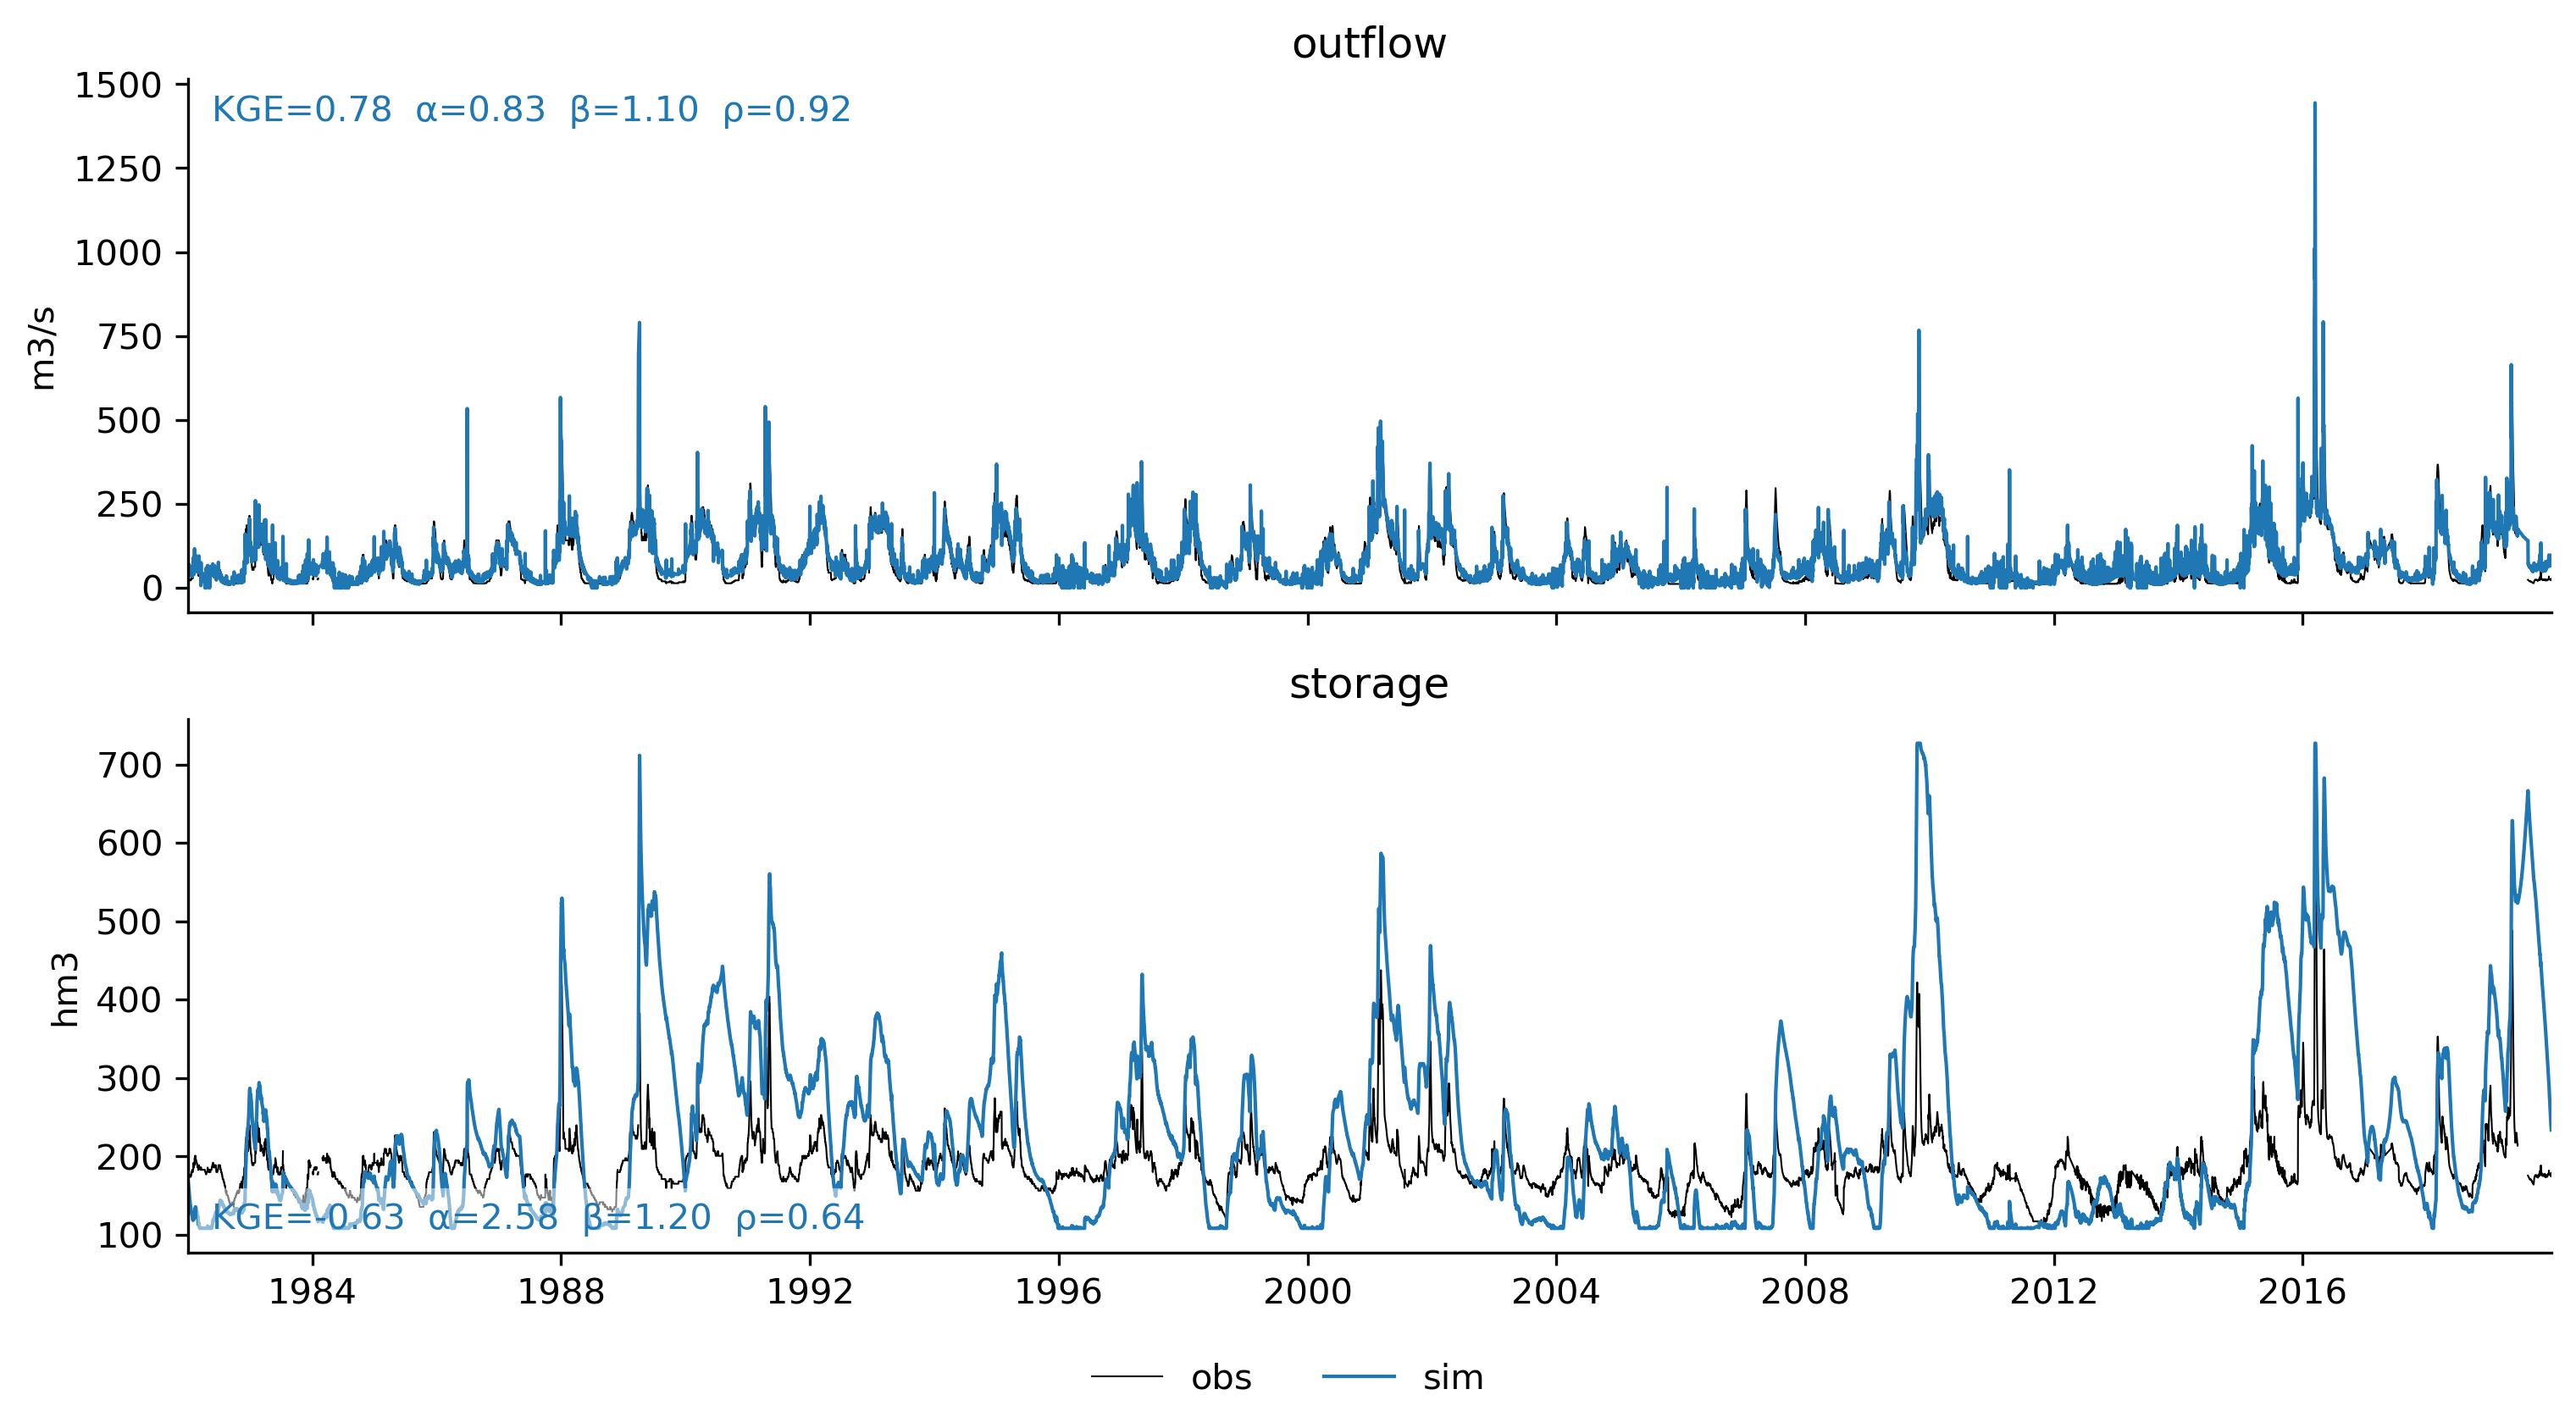 outflow
1500
1250
1000
750
500
250
0
m3/s
KGE=0.78 α=0.83 β=1.10 ρ=0.92
storage
700
600
500
400
300
200
100
hm3
KGE=-0.63 α=2.58 β=1.20 ρ=0.64
1984 1988 1992 1996 2000 2004 2008 2012 2016
obs sim